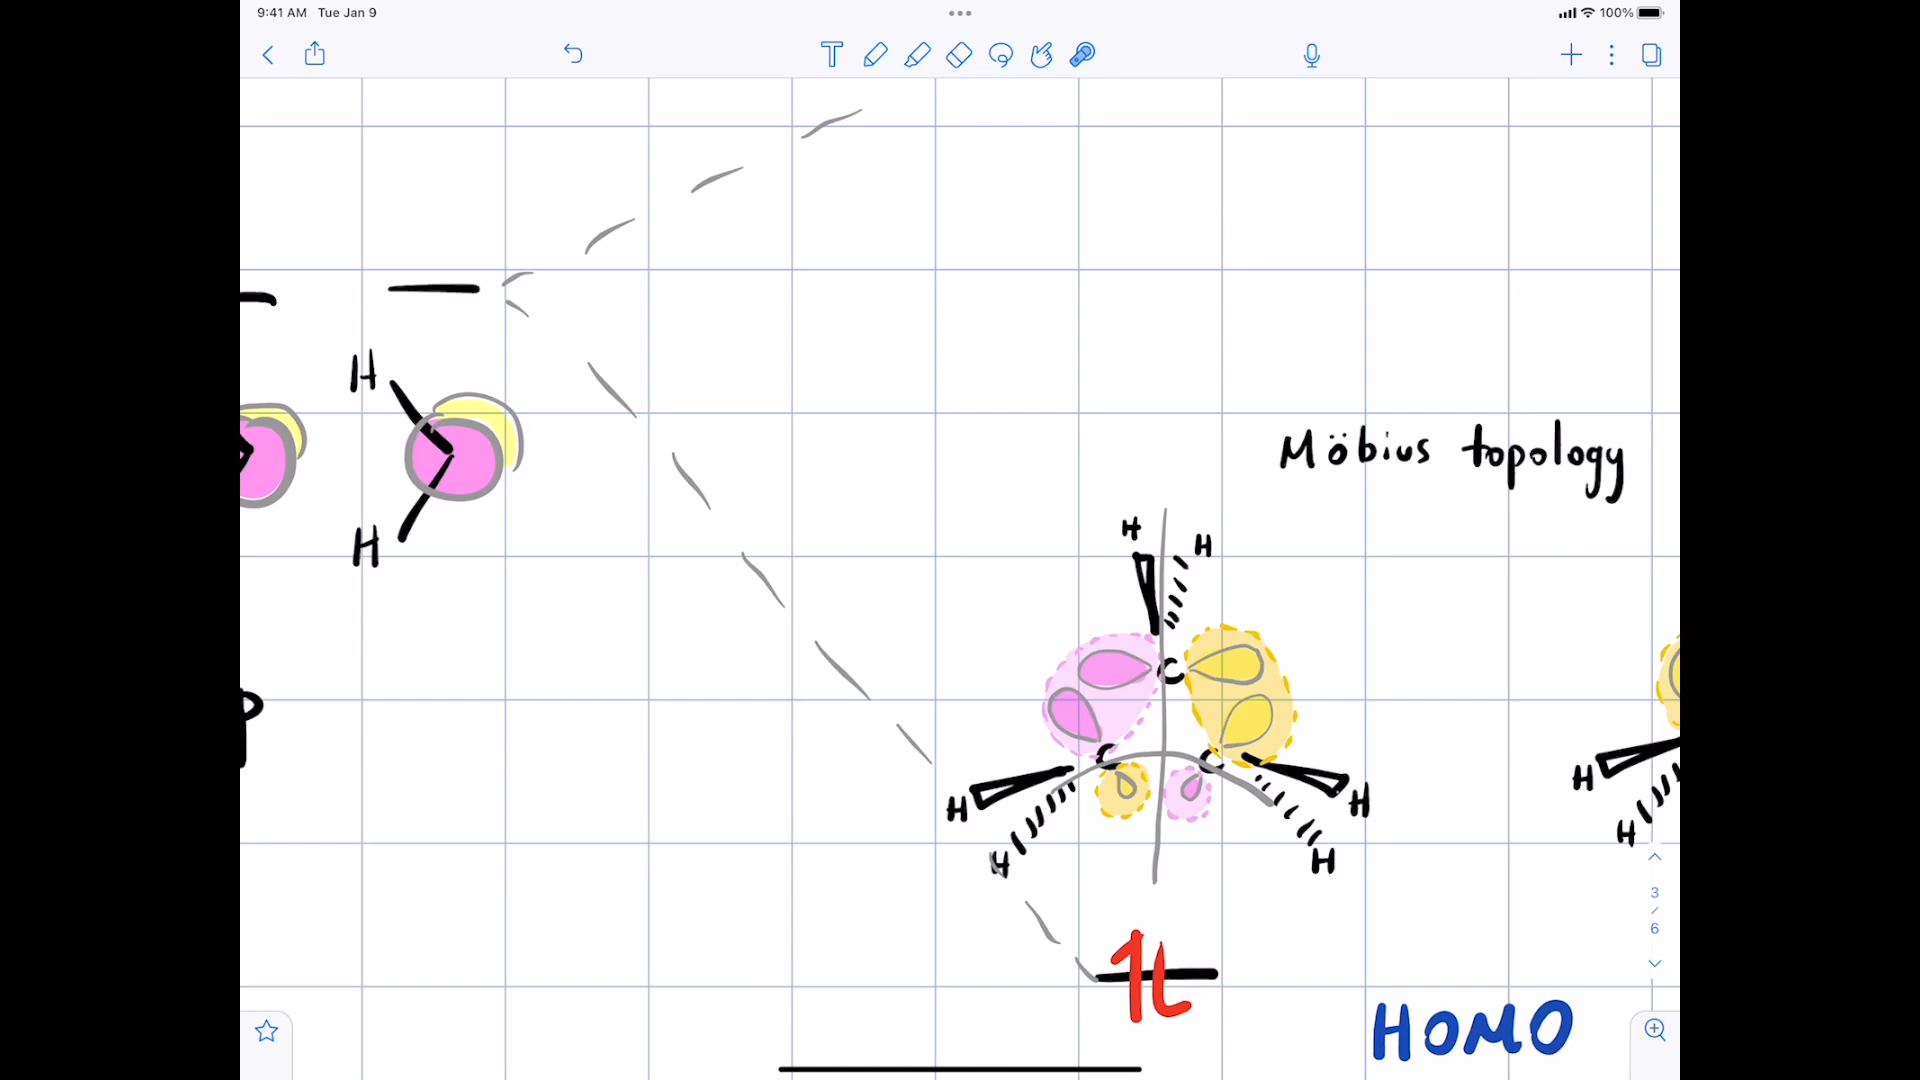 9:41 AM Tue Jan 9
100%
H
H
Möbius topology
H H
C
C C
H H
H H
H
H
3
/
6
HOMO